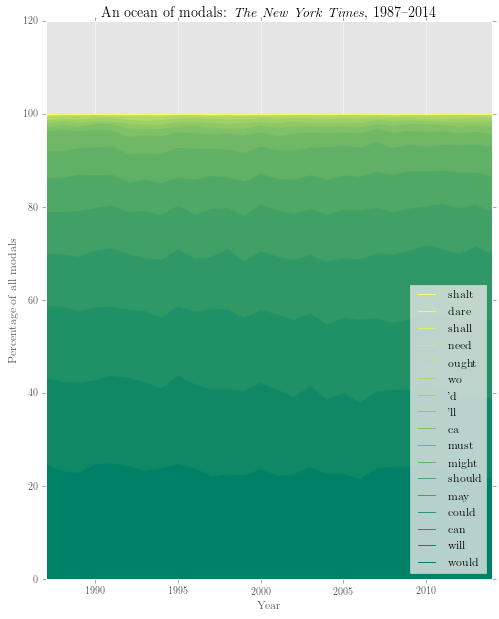 An ocean of modals: The New York Times, 1987–2014
120
100
80
60
40
20
0
Percentage of all modals
shalt
dare
shall
need
ought
wo
'd
'll
ca
must
might
should
may
could
can
will
would
1990
1995
2000
2005
2010
Year